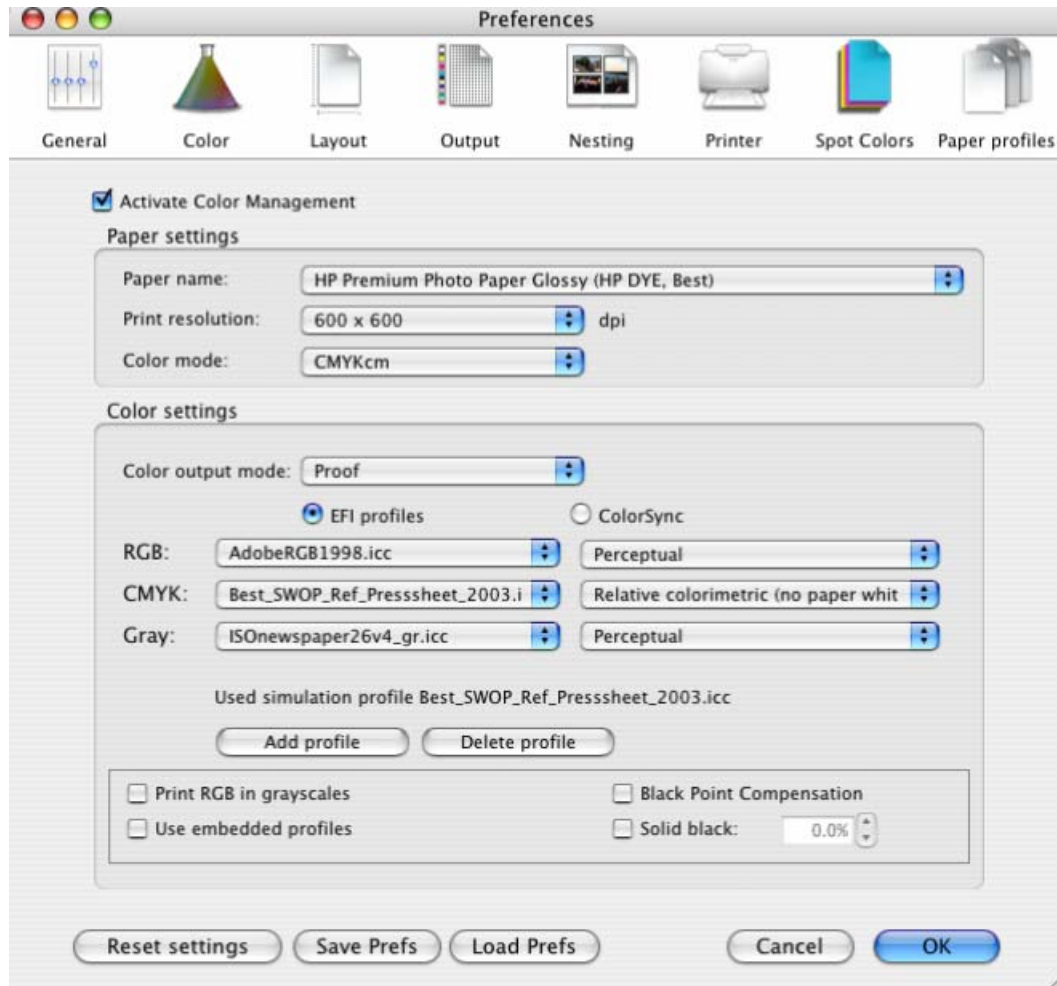 Preferences
General Color Layout Output Nesting Printer Spot Colors Paper profiles
Activate Color Management
Paper settings
Paper name: HP Premium Photo Paper Glossy (HP DYE, Best)
Print resolution: 600 x 600 dpi
Color mode: CMYKcm
Color settings
Color output mode: Proof
EFI profiles ColorSync
RGB: AdobeRGB1998.icc Perceptual
CMYK: Best_SWOP_Ref_Presssheet_2003.i Relative colorimetric (no paper whit
Gray: ISOnewspaper26v4_gr.icc Perceptual
Used simulation profile Best_SWOP_Ref_Presssheet_2003.icc
Add profile Delete profile
Print RGB in grayscales Black Point Compensation
Use embedded profiles Solid black: 0.0%
Reset settings Save Prefs Load Prefs Cancel OK